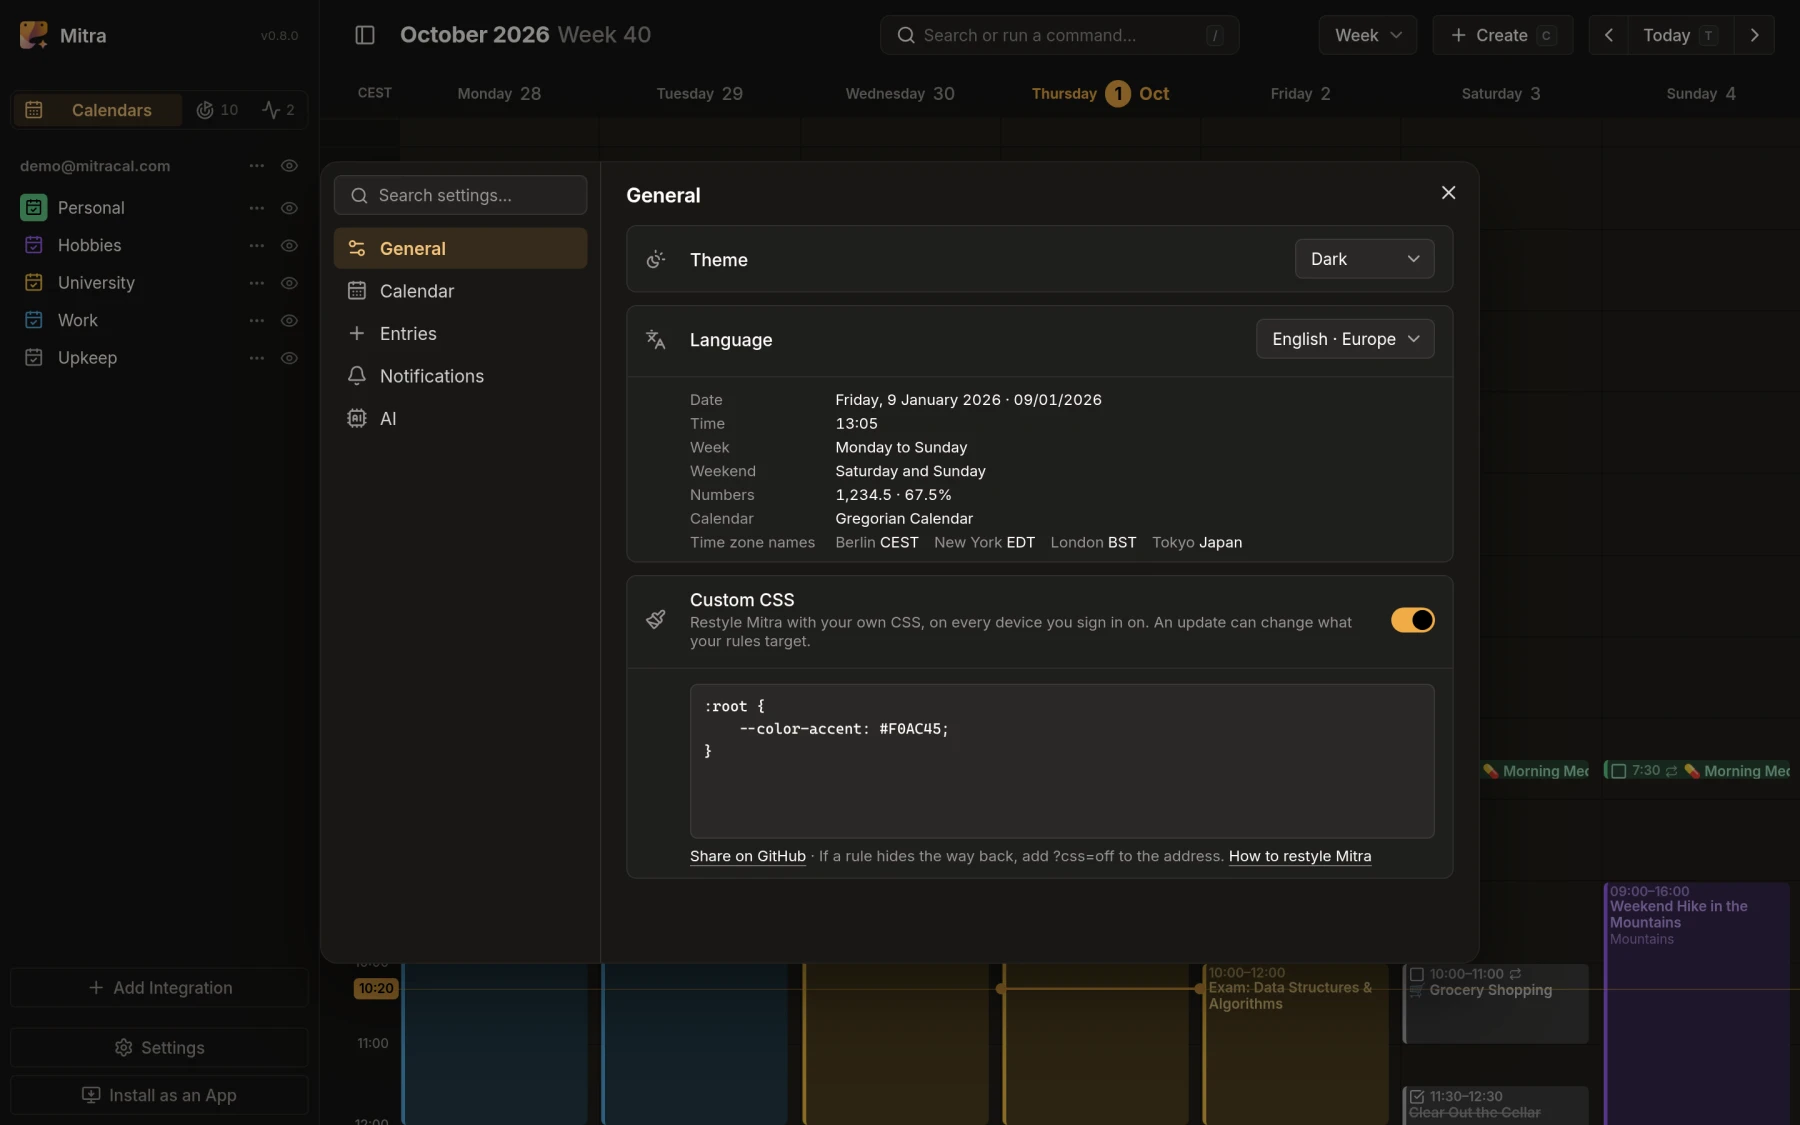 Mitra
v0.8.0
October 2026 Week 40
Search or run a command... /
Week
Create C
Today T
Calendars
10
2
CEST
Monday 28
Tuesday 29
Wednesday 30
Thursday 1 Oct
Friday 2
Saturday 3
Sunday 4
demo@mitracal.com
Personal
Hobbies
University
Work
Upkeep
Add Integration
Settings
Install as an App
Search settings...
General
Calendar
Entries
Notifications
AI
General
Theme
Dark
Language
English · Europe
Date Friday, 9 January 2026 · 09/01/2026
Time 13:05
Week Monday to Sunday
Weekend Saturday and Sunday
Numbers 1,234.5 · 67.5%
Calendar Gregorian Calendar
Time zone names Berlin CEST New York EDT London BST Tokyo Japan
Custom CSS
Restyle Mitra with your own CSS, on every device you sign in on. An update can change what
your rules target.
:root {
--color-accent: #F0AC45;
}
Share on GitHub · If a rule hides the way back, add ?css=off to the address. How to restyle Mitra
Morning Med
7:30 Morning Med
09:00–16:00
Weekend Hike in the
Mountains
Mountains
10:20
11:00
12:00
10:00–12:00
Exam: Data Structures &
Algorithms
10:00–11:00
Grocery Shopping
11:30–12:30
Clear Out the Cellar